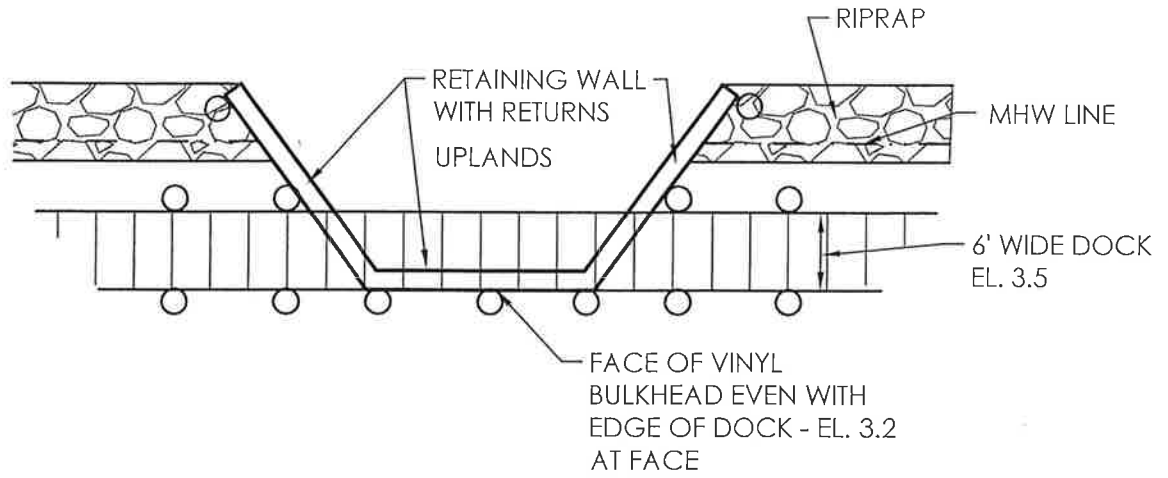 RIPRAP
RETAINING WALL
WITH RETURNS
UPLANDS
MHW LINE
6' WIDE DOCK
EL. 3.5
FACE OF VINYL
BULKHEAD EVEN WITH
EDGE OF DOCK - EL. 3.2
AT FACE